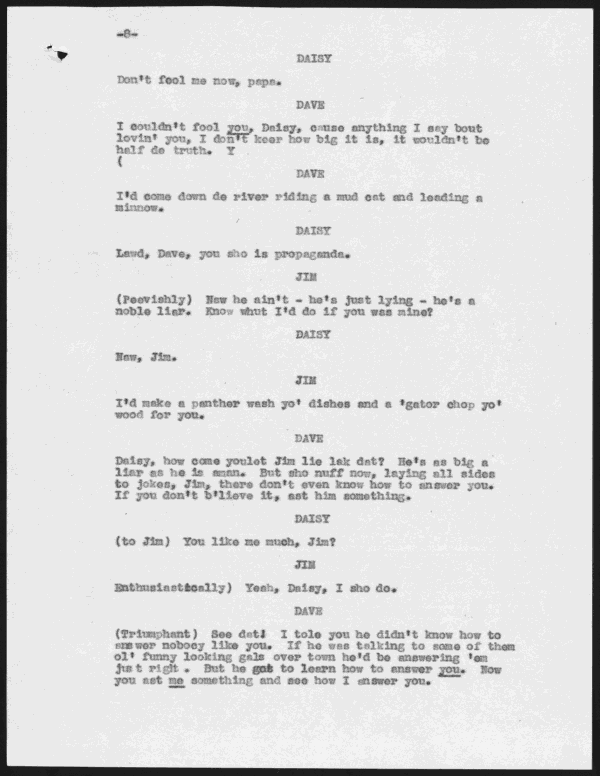 -8-
DAISY
Don't fool me now, papa.
DAVE
I couldn't fool you, Daisy, cause anything I say bout
lovin' you, I don't keer how big it is, it wouldn't be
half de truth. Y
(
DAVE
I'd come down de river riding a mud cat and leading a
minnow.
DAISY
Lawd, Dave, you sho is propaganda.
JIM
(Peevishly) Naw he ain't - he's just lying - he's a
noble liar. Know whut I'd do if you was mine?
DAISY
Naw, Jim.
JIM
I'd make a panther wash yo' dishes and a 'gator chop yo'
wood for you.
DAVE
Daisy, how come youlet Jim lie lak dat? He's as big a
liar as he is aman. But sho nuff now, laying all sides
to jokes, Jim, there don't even know how to answer you.
If you don't b'lieve it, ast him something.
DAISY
(to Jim) You like me much, Jim?
JIM
Enthusiastically) Yeah, Daisy, I sho do.
DAVE
(Triumphant) See dat! I tole you he didn't know how to
answer nobocy like you. If he was talking to some of them
ol' funny looking gals over town he'd be answering 'em
just right. But he got to learn how to answer you. Now
you ast me something and see how I answer you.